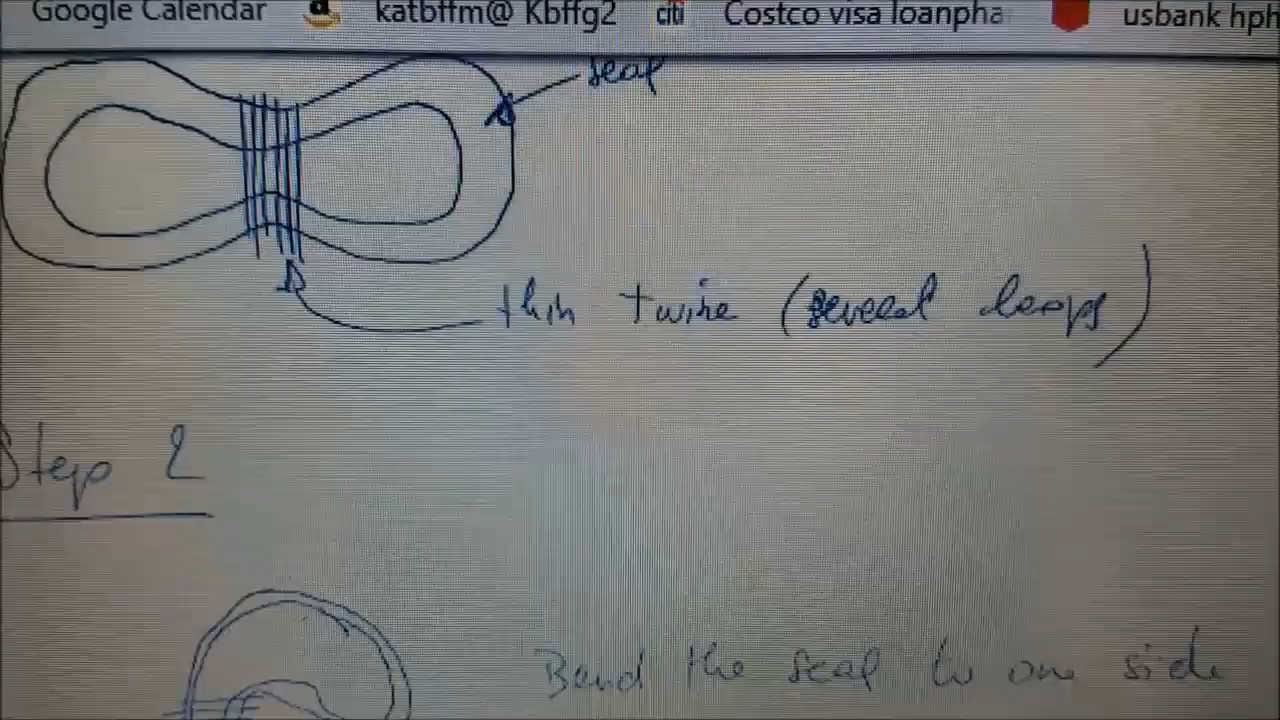 Google Calendar katbffm@ Kbffg2 citi Costco visa loanpha usbank hph
seal
thin twine (several loops)
Step 2
Bend the seal to one side